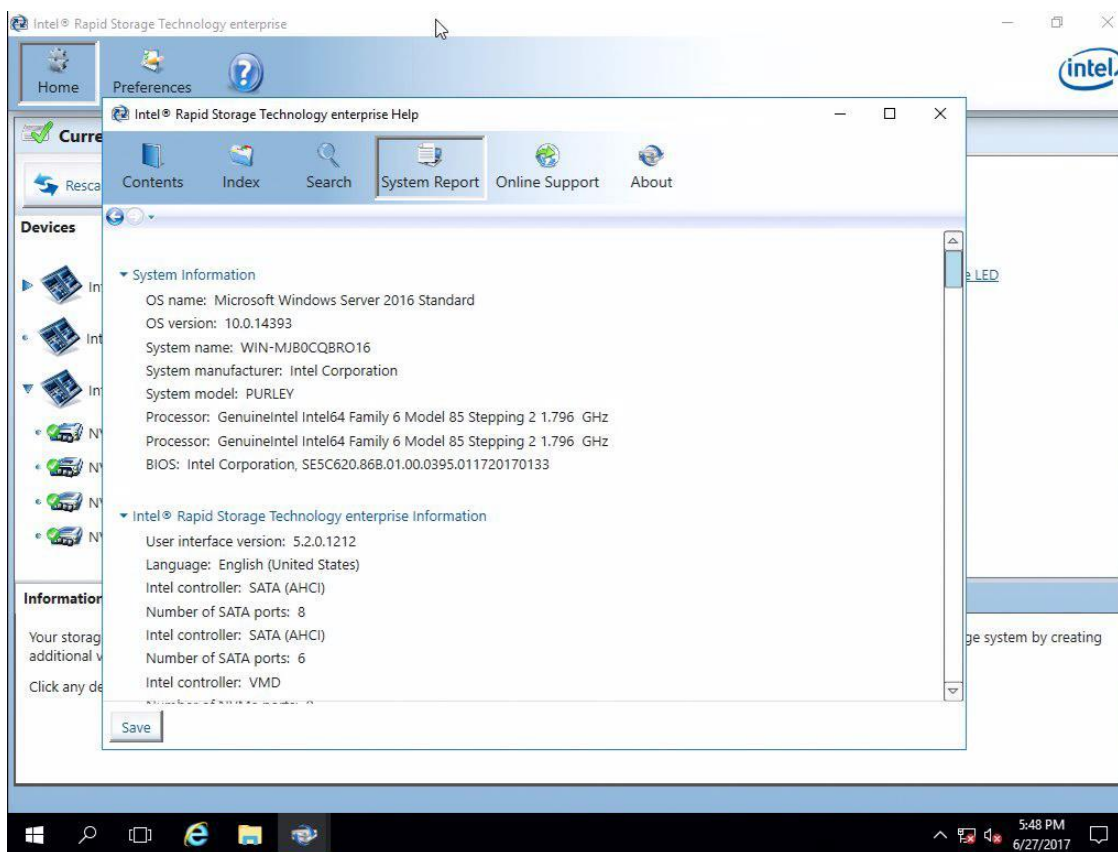 Intel® Rapid Storage Technology enterprise
Home
Preferences
intel
Intel® Rapid Storage Technology enterprise Help
Curre
Contents
Index
Search
System Report
Online Support
About
Resca
Devices
System Information
OS name: Microsoft Windows Server 2016 Standard
e LED
OS version: 10.0.14393
System name: WIN-MJB0CQBRO16
System manufacturer: Intel Corporation
System model: PURLEY
Processor: GenuineIntel Intel64 Family 6 Model 85 Stepping 2 1.796 GHz
Processor: GenuineIntel Intel64 Family 6 Model 85 Stepping 2 1.796 GHz
BIOS: Intel Corporation, SE5C620.86B.01.00.0395.011720170133
Intel® Rapid Storage Technology enterprise Information
User interface version: 5.2.0.1212
Language: English (United States)
Intel controller: SATA (AHCI)
Number of SATA ports: 8
Intel controller: SATA (AHCI)
Number of SATA ports: 6
Intel controller: VMD
Information
Your storag
ge system by creating
additional v
Click any de
Save
5:48 PM
6/27/2017